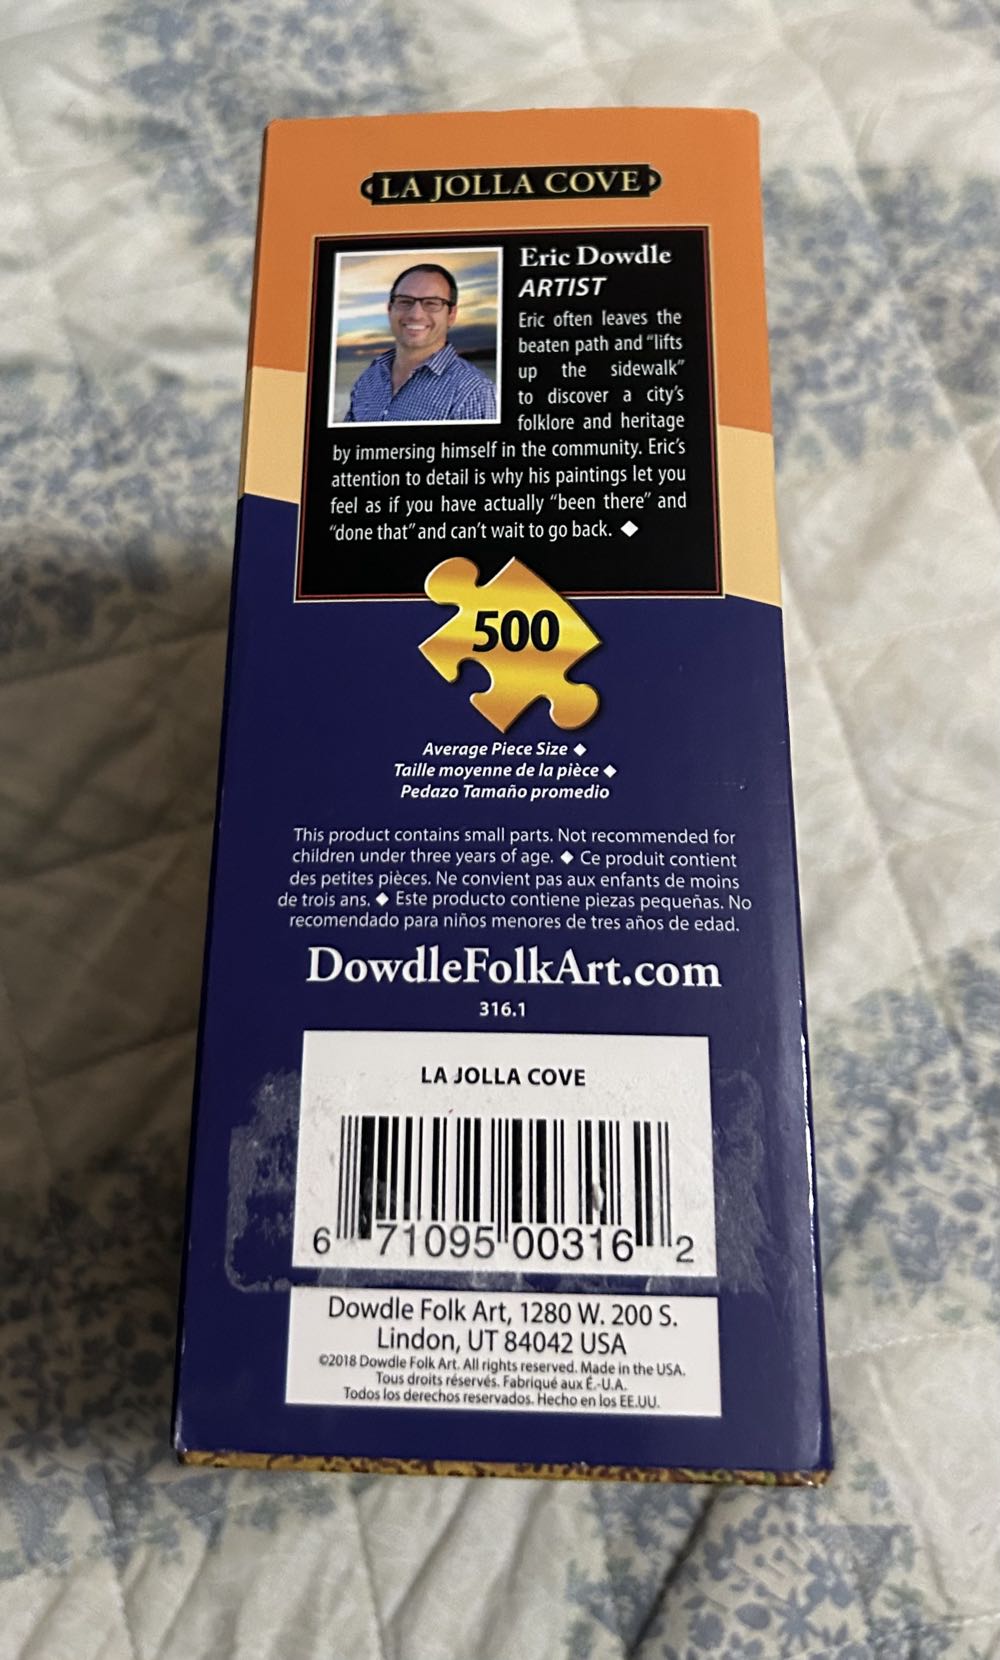 LA JOLLA COVE
Eric Dowdle
ARTIST
Eric often leaves the
beaten path and “lifts
up the sidewalk”
to discover a city’s
folklore and heritage
by immersing himself in the community. Eric’s
attention to detail is why his paintings let you
feel as if you have actually “been there” and
“done that” and can’t wait to go back. ◆
500
Average Piece Size ◆
Taille moyenne de la pièce ◆
Pedazo Tamaño promedio
This product contains small parts. Not recommended for
children under three years of age. ◆ Ce produit contient
des petites pièces. Ne convient pas aux enfants de moins
de trois ans. ◆ Este producto contiene piezas pequeñas. No
recomendado para niños menores de tres años de edad.
DowdleFolkArt.com
316.1
LA JOLLA COVE
6 71095 00316 2
Dowdle Folk Art, 1280 W. 200 S.
Lindon, UT 84042 USA
©2018 Dowdle Folk Art. All rights reserved. Made in the USA.
Tous droits réservés. Fabriqué aux É.-U.A.
Todos los derechos reservados. Hecho en los EE.UU.